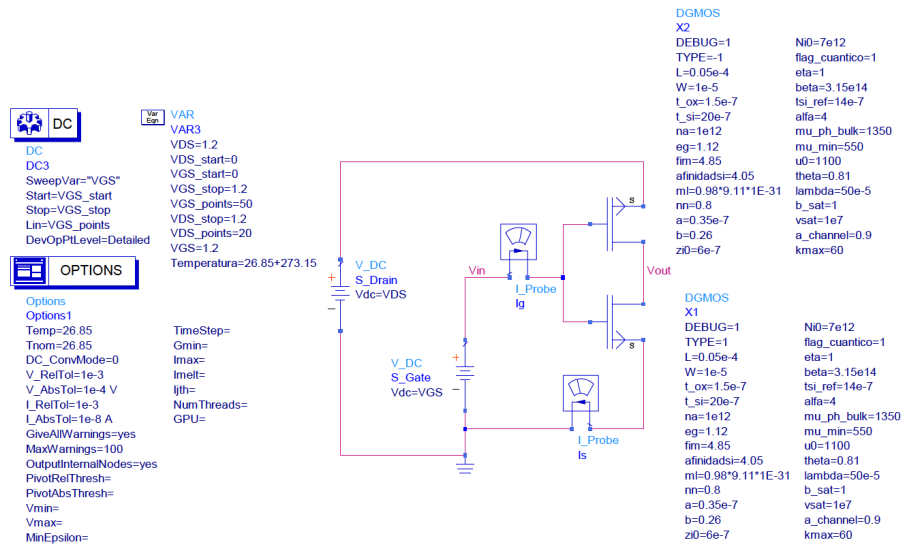 DC
DC
DC3
SweepVar="VGS"
Start=VGS_start
Stop=VGS_stop
Lin=VGS_points
DevOpPtLevel=Detailed
OPTIONS
Options
Options1
Temp=26.85
Tnom=26.85
DC_ConvMode=0
V_RelTol=1e-3
V_AbsTol=1e-4 V
I_RelTol=1e-3
I_AbsTol=1e-8 A
GiveAllWarnings=yes
MaxWarnings=100
OutputInternalNodes=yes
PivotRelThresh=
PivotAbsThresh=
Vmin=
Vmax=
MinEpsilon=
TimeStep=
Gmin=
Imax=
Imelt=
Ijth=
NumThreads=
GPU=
Var
Eqn
VAR
VAR3
VDS=1.2
VDS_start=0
VGS_start=0
VGS_stop=1.2
VGS_points=50
VDS_stop=1.2
VDS_points=20
VGS=1.2
Temperatura=26.85+273.15
+
V_DC
S_Drain
Vdc=VDS
−
+
V_DC
S_Gate
Vdc=VGS
−
Vin
I_Probe
Ig
I_Probe
Is
s
Vout
s
DGMOS
X2
DEBUG=1
TYPE=-1
L=0.05e-4
W=1e-5
t_ox=1.5e-7
t_si=20e-7
na=1e12
eg=1.12
fim=4.85
afinidadsi=4.05
ml=0.98*9.11*1E-31
nn=0.8
a=0.35e-7
b=0.26
zi0=6e-7
Ni0=7e12
flag_cuantico=1
eta=1
beta=3.15e14
tsi_ref=14e-7
alfa=4
mu_ph_bulk=1350
mu_min=550
u0=1100
theta=0.81
lambda=50e-5
b_sat=1
vsat=1e7
a_channel=0.9
kmax=60
DGMOS
X1
DEBUG=1
TYPE=1
L=0.05e-4
W=1e-5
t_ox=1.5e-7
t_si=20e-7
na=1e12
eg=1.12
fim=4.85
afinidadsi=4.05
ml=0.98*9.11*1E-31
nn=0.8
a=0.35e-7
b=0.26
zi0=6e-7
Ni0=7e12
flag_cuantico=1
eta=1
beta=3.15e14
tsi_ref=14e-7
alfa=4
mu_ph_bulk=1350
mu_min=550
u0=1100
theta=0.81
lambda=50e-5
b_sat=1
vsat=1e7
a_channel=0.9
kmax=60